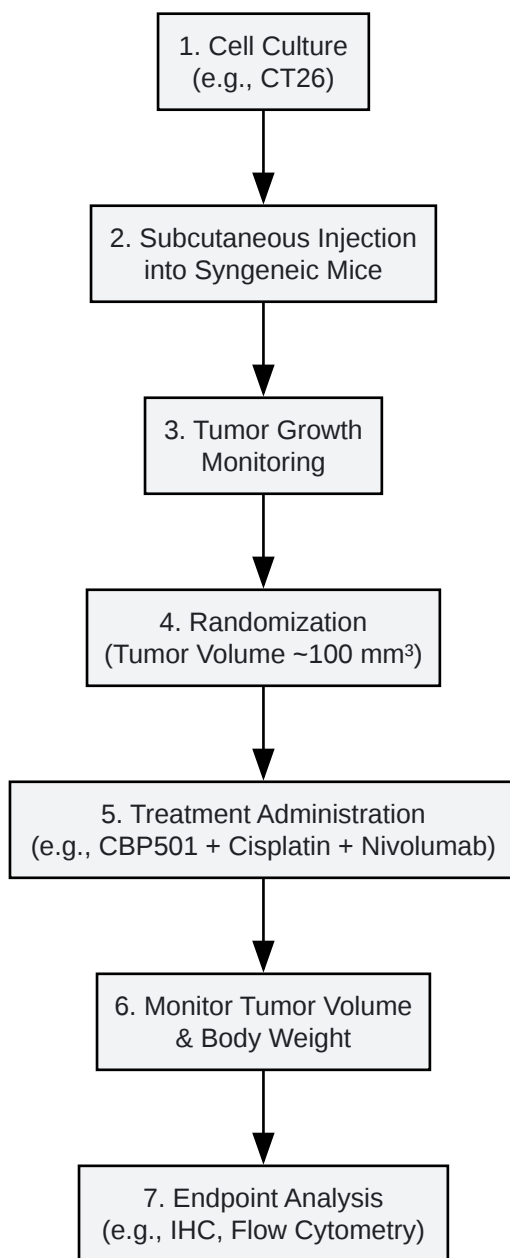 1. Cell Culture
(e.g., CT26)
2. Subcutaneous Injection
into Syngeneic Mice
3. Tumor Growth
Monitoring
4. Randomization
(Tumor Volume ~100 mm³)
5. Treatment Administration
(e.g., CBP501 + Cisplatin + Nivolumab)
6. Monitor Tumor Volume
& Body Weight
7. Endpoint Analysis
(e.g., IHC, Flow Cytometry)